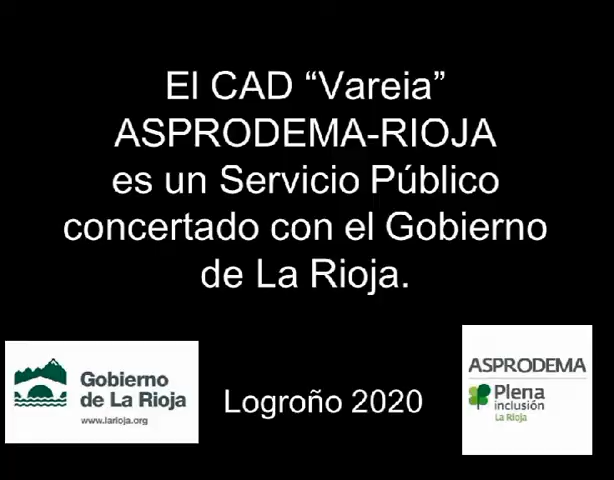 El CAD “Vareia”
ASPRODEMA-RIOJA
es un Servicio Público
concertado con el Gobierno
de La Rioja.
Gobierno
de La Rioja
www.larioja.org
Logroño 2020
ASPRODEMA
Plena
inclusión
La Rioja